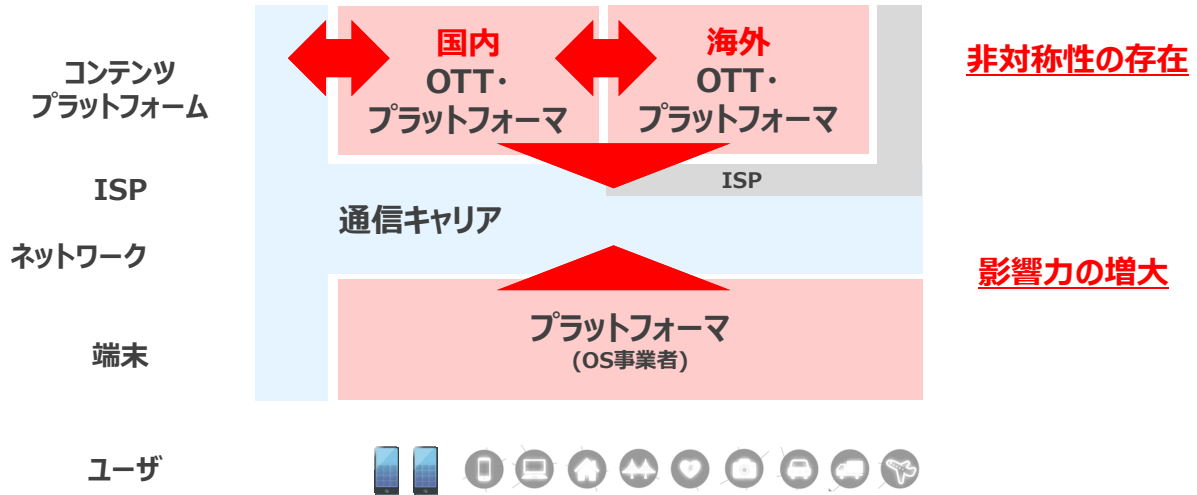 コンテンツ
プラットフォーム
国内
OTT・
プラットフォーマ
海外
OTT・
プラットフォーマ
非対称性の存在
ISP
ISP
通信キャリア
ネットワーク
影響力の増大
端末
プラットフォーマ
(OS事業者)
ユーザ